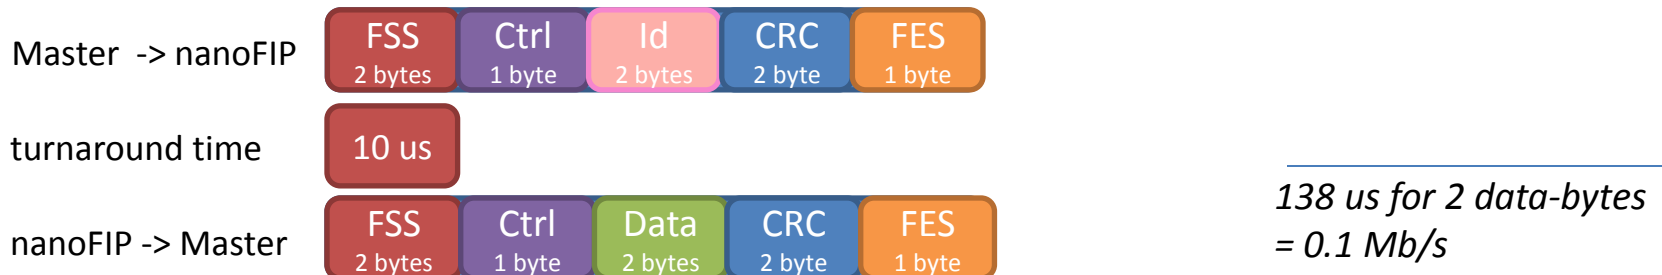 Master -> nanoFIP
FSS
2 bytes
Ctrl
1 byte
Id
2 bytes
CRC
2 byte
FES
1 byte
turnaround time
10 us
nanoFIP -> Master
FSS
2 bytes
Ctrl
1 byte
Data
2 bytes
CRC
2 byte
FES
1 byte
138 us for 2 data-bytes
= 0.1 Mb/s